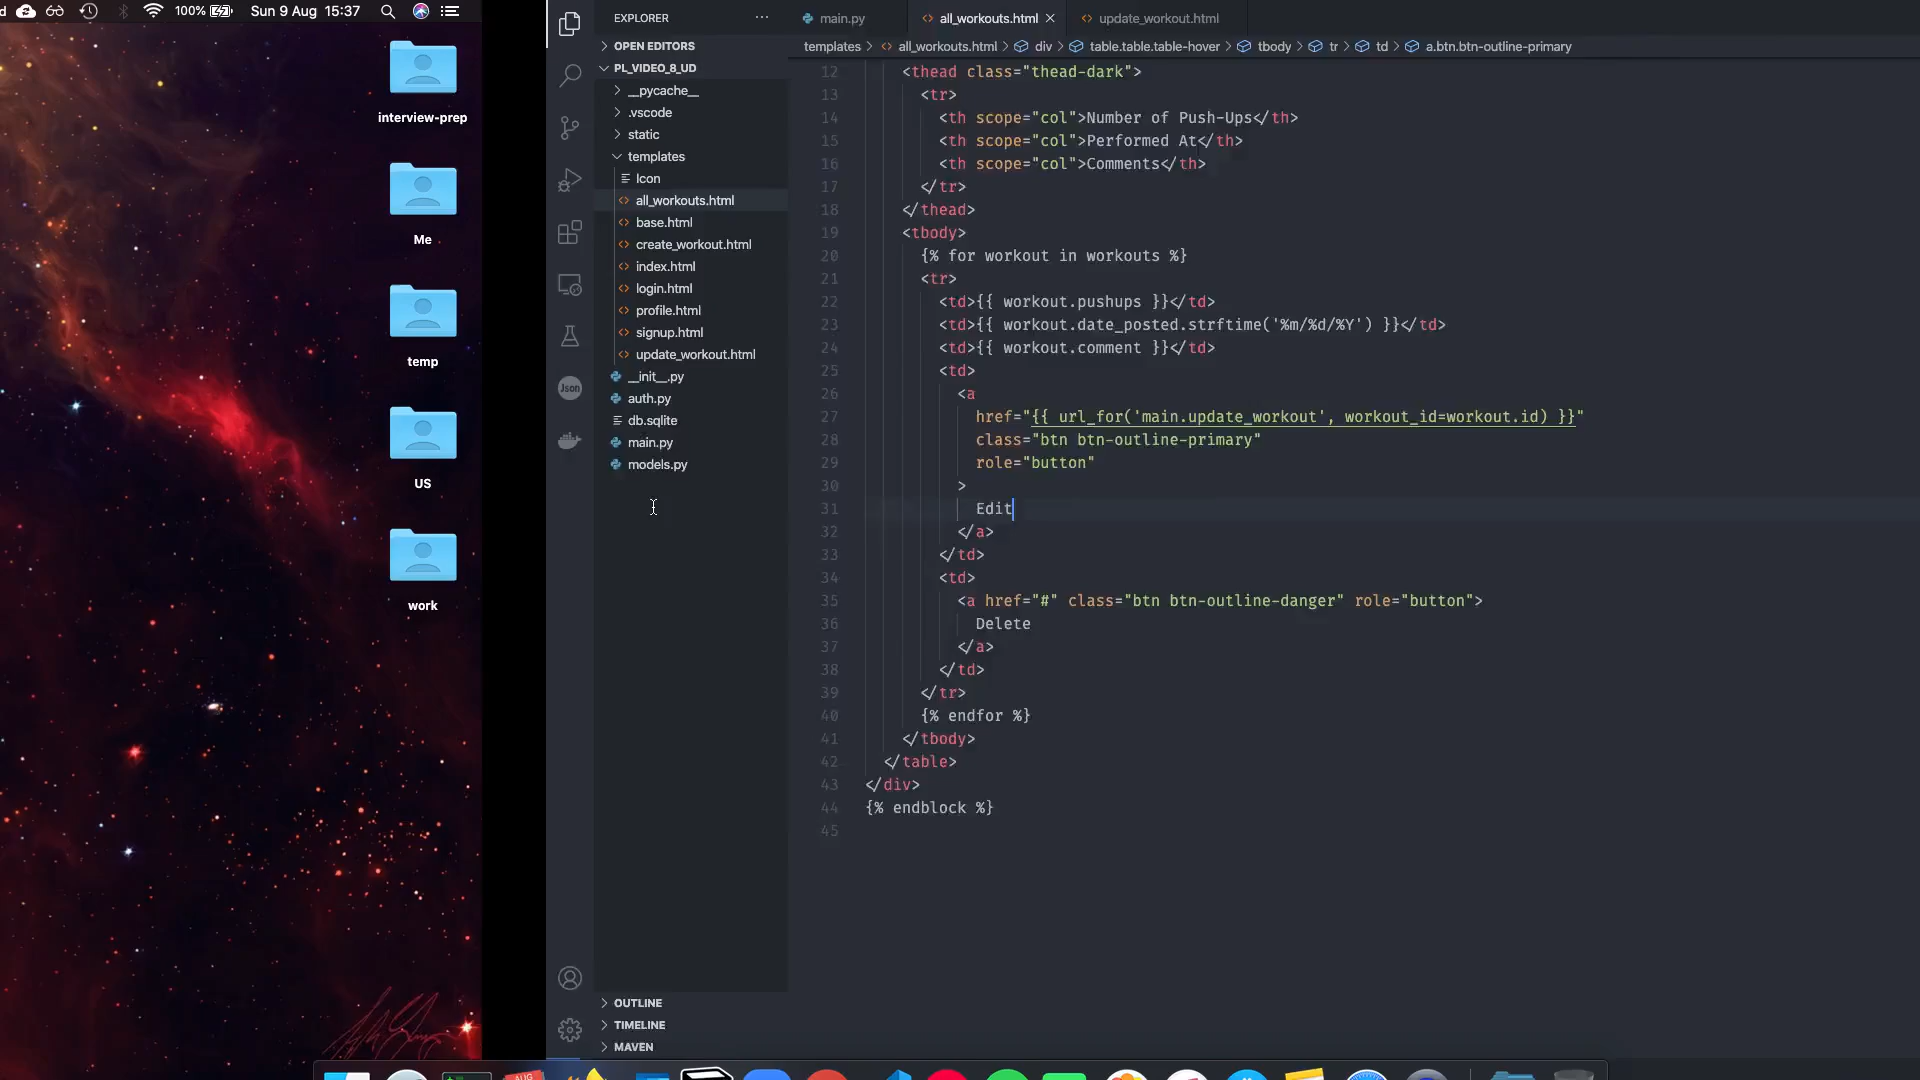 100%
Sun 9 Aug 15:37
interview-prep
Me
temp
US
work
EXPLORER
OPEN EDITORS
PL_VIDEO_8_UD
__pycache__
.vscode
static
templates
Icon
all_workouts.html
base.html
create_workout.html
index.html
login.html
profile.html
signup.html
update_workout.html
__init__.py
auth.py
db.sqlite
main.py
models.py
Json
OUTLINE
TIMELINE
MAVEN
main.py all_workouts.html update_workout.html
templates > all_workouts.html > div > table.table.table-hover > tbody > tr > td > a.btn.btn-outline-primary
12 <thead class="thead-dark">
13 <tr>
14 <th scope="col">Number of Push-Ups</th>
15 <th scope="col">Performed At</th>
16 <th scope="col">Comments</th>
17 </tr>
18 </thead>
19 <tbody>
20 {% for workout in workouts %}
21 <tr>
22 <td>{{ workout.pushups }}</td>
23 <td>{{ workout.date_posted.strftime('%m/%d/%Y') }}</td>
24 <td>{{ workout.comment }}</td>
25 <td>
26 <a
27 href="{{ url_for('main.update_workout', workout_id=workout.id) }}"
28 class="btn btn-outline-primary"
29 role="button"
30 >
31 Edit
32 </a>
33 </td>
34 <td>
35 <a href="#" class="btn btn-outline-danger" role="button">
36 Delete
37 </a>
38 </td>
39 </tr>
40 {% endfor %}
41 </tbody>
42 </table>
43 </div>
44 {% endblock %}
45
AUG